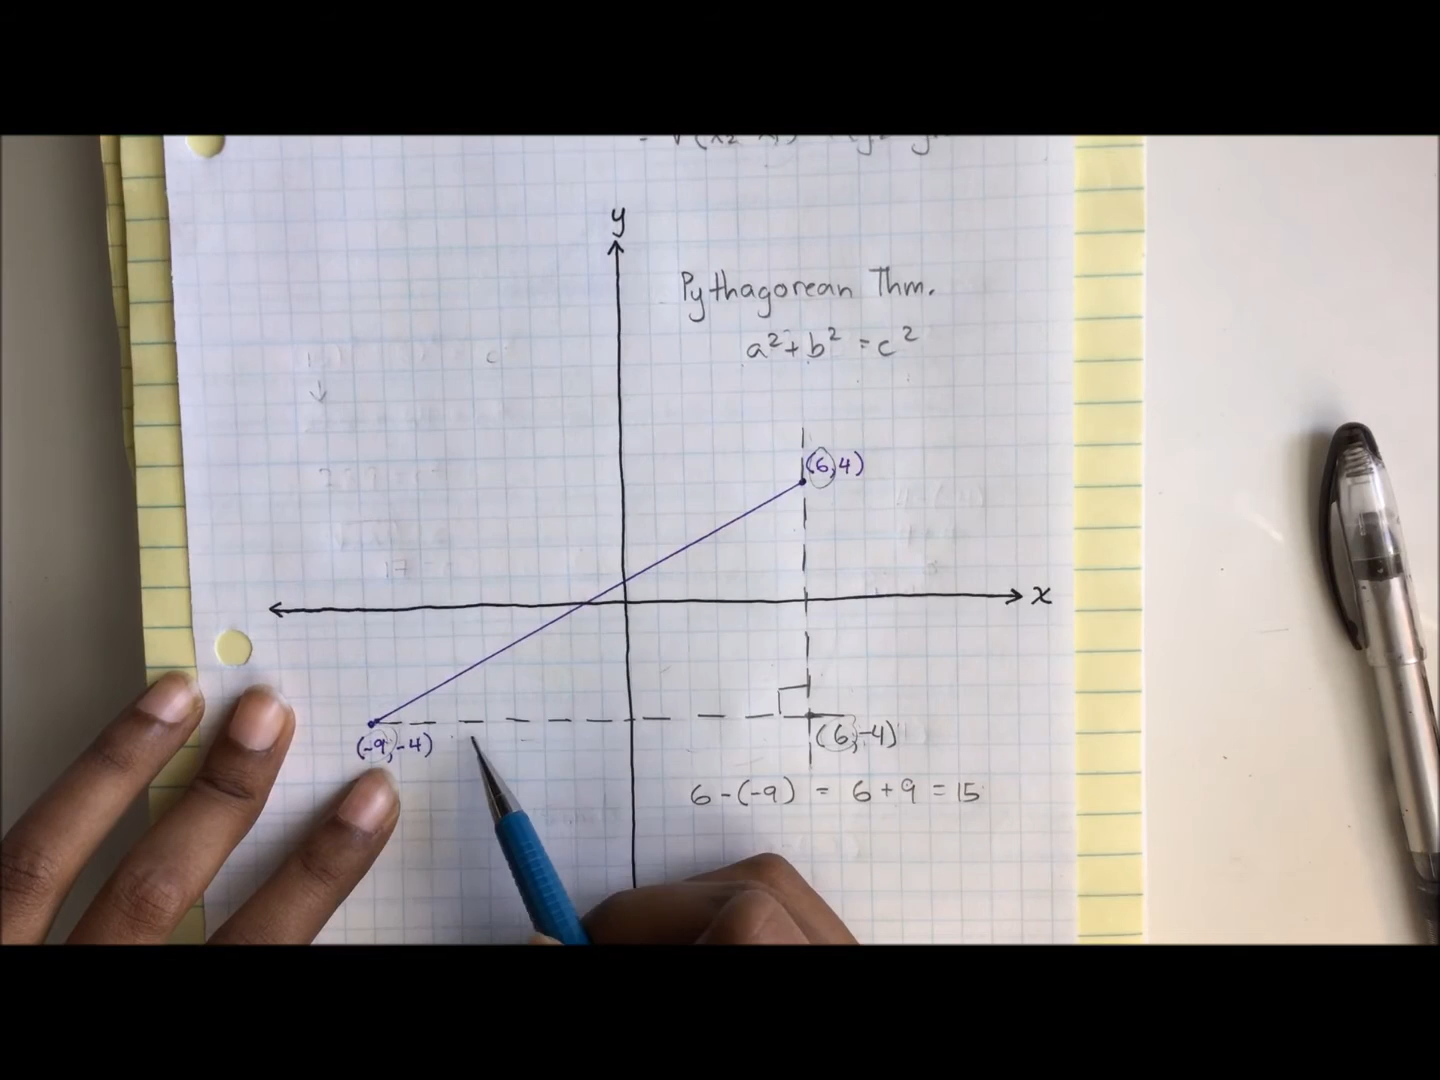 y
Pythagorean Thm.
a² + b² = c²
(6,4)
x
(-9,-4)
(6,-4)
6-(-9) = 6+9 = 15